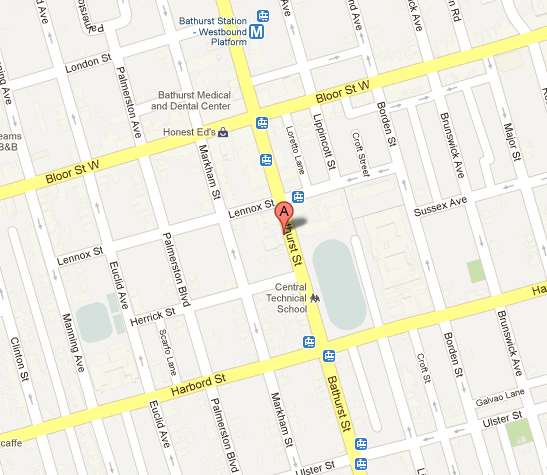 Bathurst Station
- Westbound
Platform
M
London St
Palmerston Ave
Bathurst Medical
and Dental Center
Honest Ed's
Bloor St W
Bloor St W
Loretto Lane
Lippincott St
Croft Street
Borden St
Brunswick Ave
Major St
Markham St
B&B
Lennox St
Lennox St
Sussex Ave
A
hurst St
Euclid Ave
Palmerston Blvd
Central
Technical
School
Herrick St
Scarfo Lane
Manning Ave
Clinton St
Harbord St
Ha
Bathurst St
Markham St
Croft St
Borden St
Brunswick Ave
Galvao Lane
Ulster St
Ulster St
Euclid Ave
Palmerston Blvd
caffe